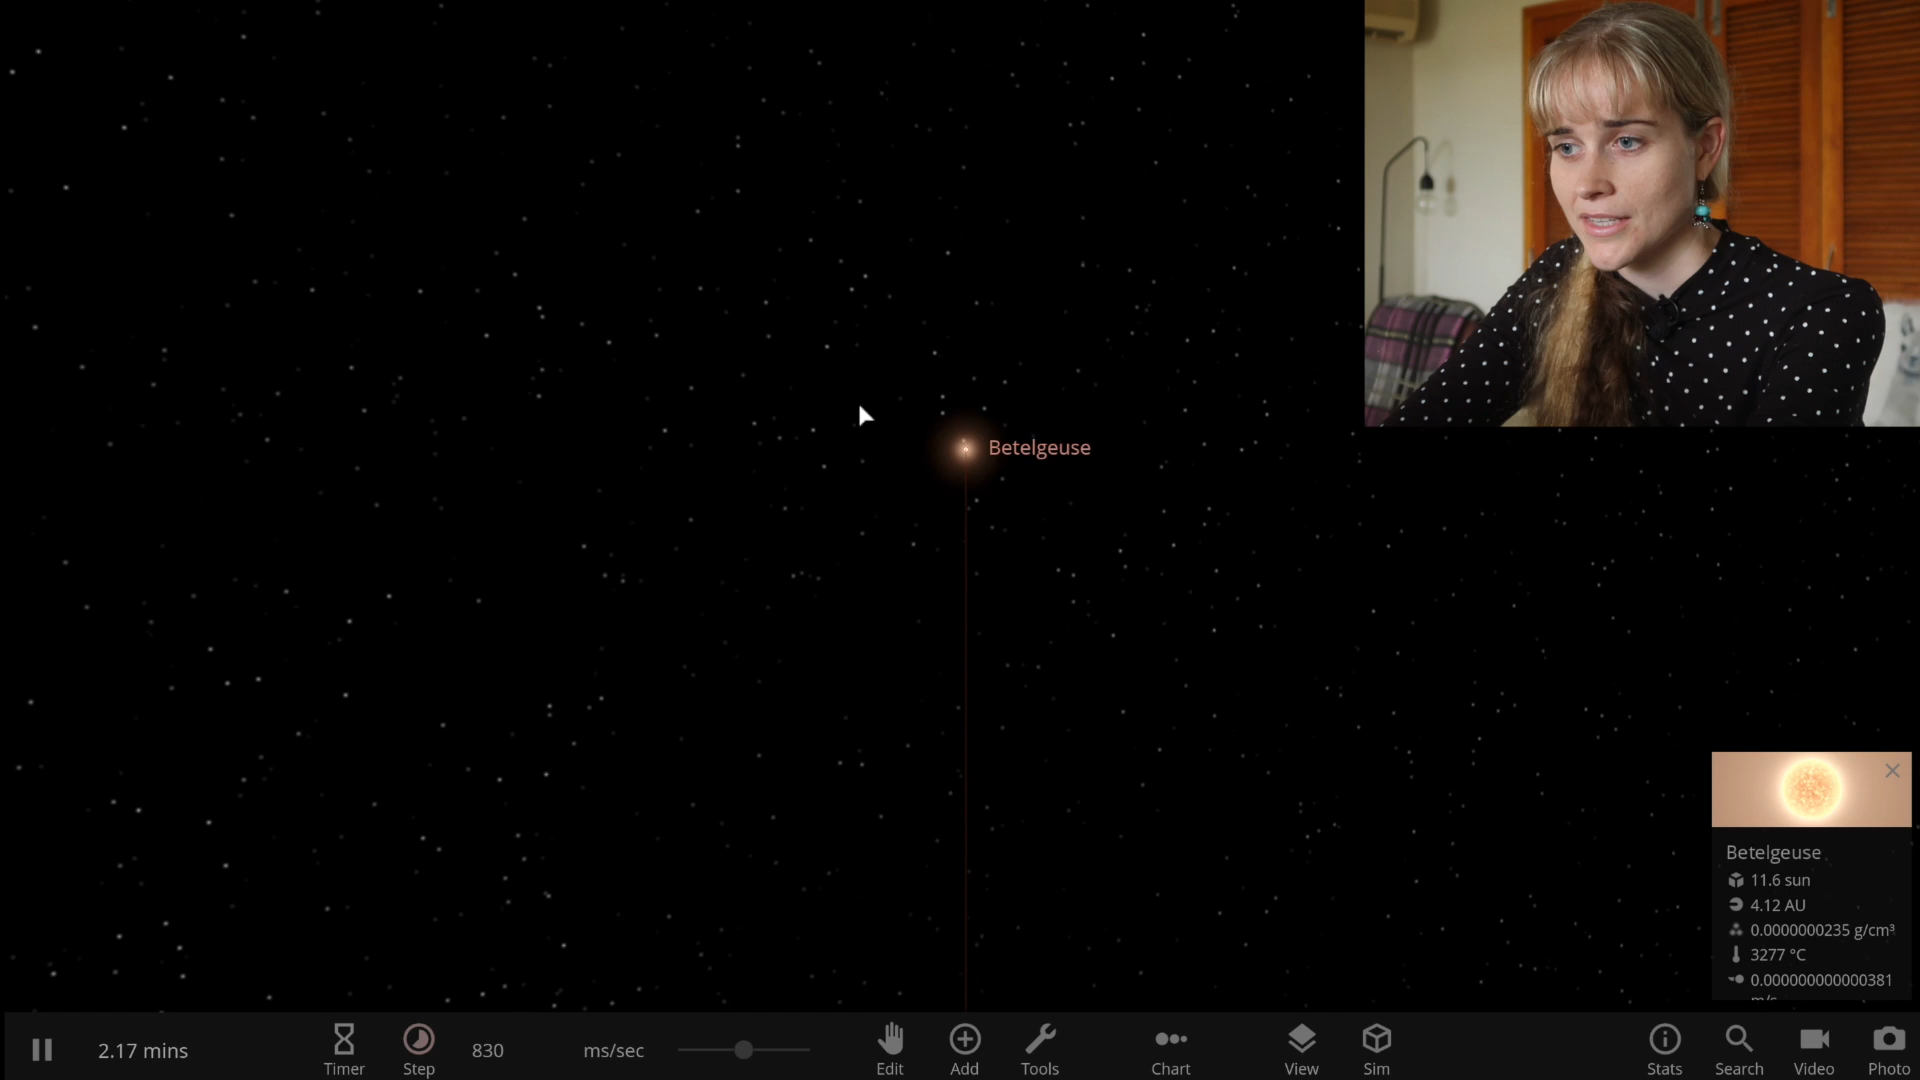 Betelgeuse
Betelgeuse
11.6 sun
4.12 AU
0.0000000235 g/cm³
3277 °C
0.000000000000381
m/s
2.17 mins
Timer
Step
830
ms/sec
Edit
Add
Tools
Chart
View
Sim
Stats
Search
Video
Photo